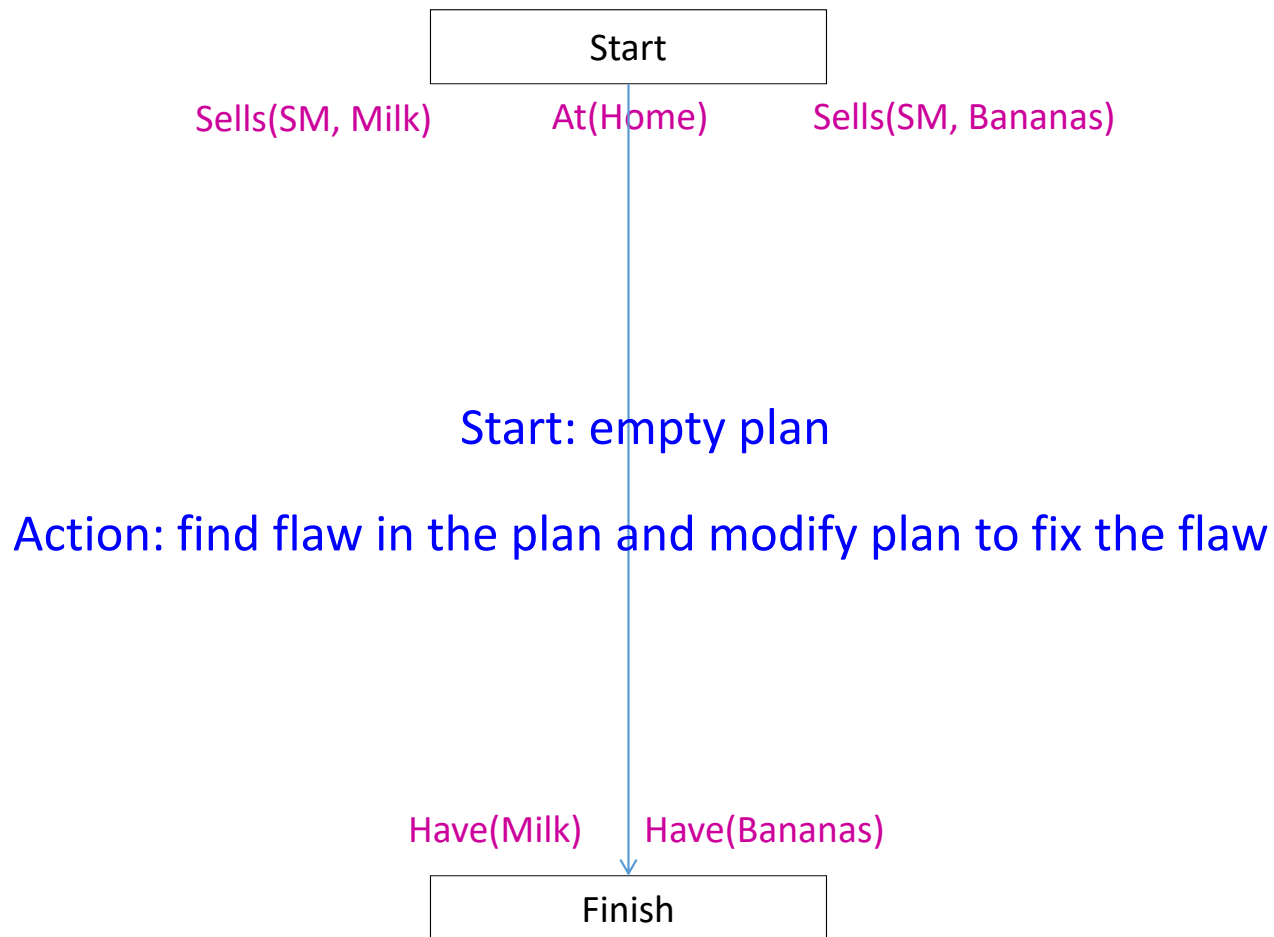 Start
Sells(SM, Milk) At(Home) Sells(SM, Bananas)
Start: empty plan
Action: find flaw in the plan and modify plan to fix the flaw
Have(Milk) Have(Bananas)
Finish